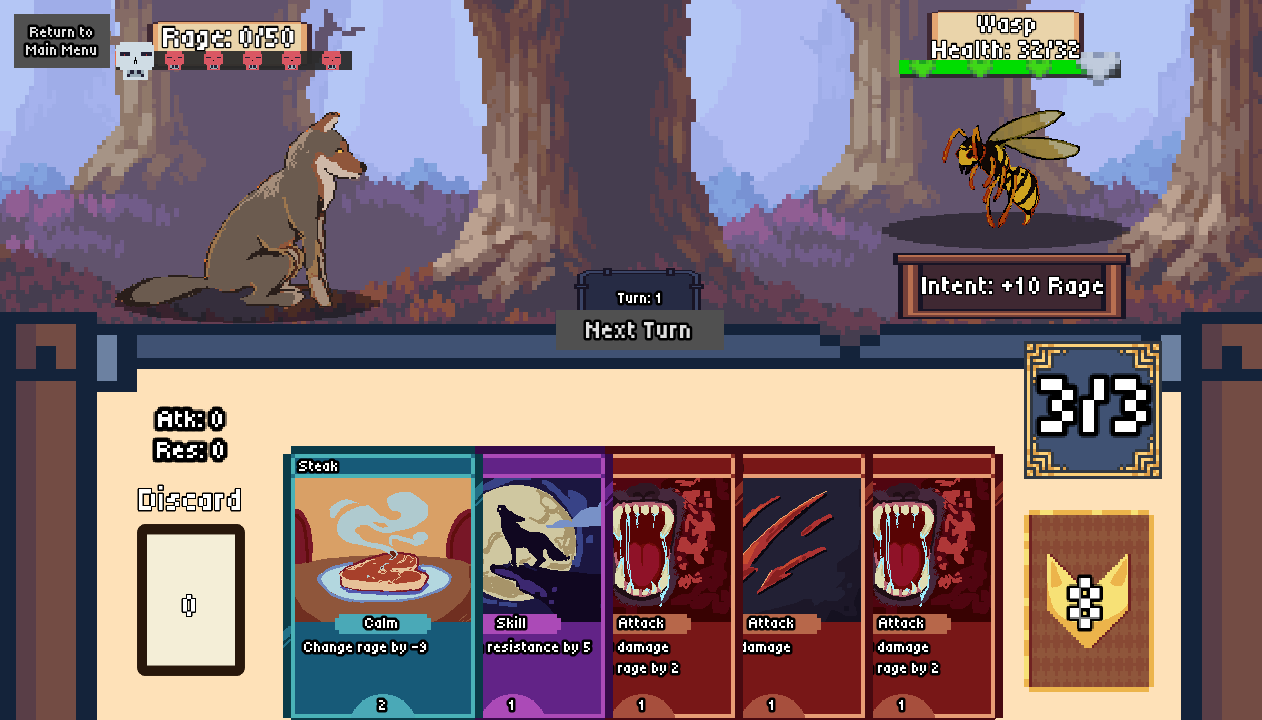 Return to
Main Menu
Rage: 0/50
Wasp
Health: 32/32
Intent: +10 Rage
Turn: 1
Next Turn
3/3
Atk: 0
Res: 0
Discard
0
Steak
Calm
Change rage by -9
2
Skill
resistance by 5
1
Attack
damage
rage by 2
1
Attack
damage
1
Attack
damage
rage by 2
1
8